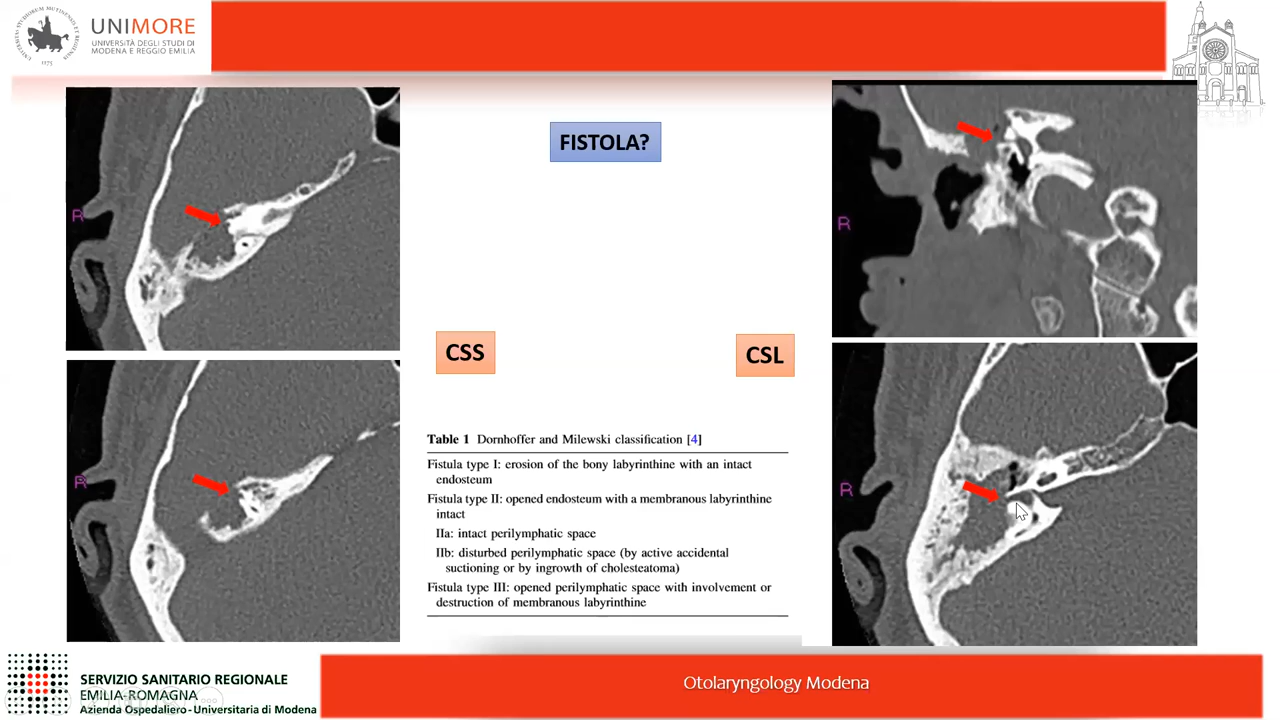 UNIMORE
UNIVERSITÀ DEGLI STUDI DI
MODENA E REGGIO EMILIA
1175
FISTOLA?
R
R
CSS
CSL
Table 1 Dornhoffer and Milewski classification [4]
Fistula type I: erosion of the bony labyrinthine with an intact
endosteum
Fistula type II: opened endosteum with a membranous labyrinthine
intact
IIa: intact perilymphatic space
IIb: disturbed perilymphatic space (by active accidental
suctioning or by ingrowth of cholesteatoma)
Fistula type III: opened perilymphatic space with involvement or
destruction of membranous labyrinthine
R
R
SERVIZIO SANITARIO REGIONALE
EMILIA-ROMAGNA
Azienda Ospedaliero - Universitaria di Modena
Otolaryngology Modena